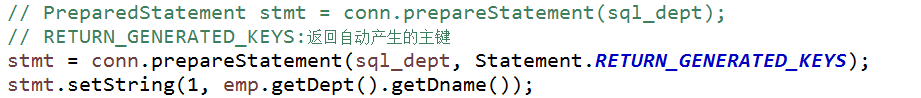 // PreparedStatement stmt = conn.prepareStatement(sql_dept);
// RETURN_GENERATED_KEYS:返回自动产生的主键
stmt = conn.prepareStatement(sql_dept, Statement.RETURN_GENERATED_KEYS);
stmt.setString(1, emp.getDept().getDname());